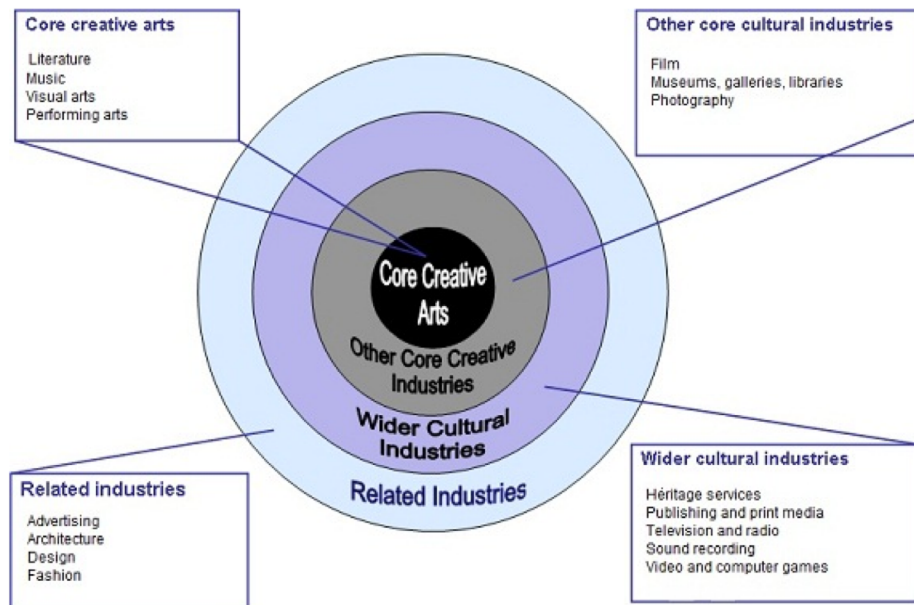 Core creative arts
Literature
Music
Visual arts
Performing arts
Other core cultural industries
Film
Museums, galleries, libraries
Photography
Core Creative
Arts
Other Core Creative
Industries
Wider Cultural
Industries
Related Industries
Related industries
Advertising
Architecture
Design
Fashion
Wider cultural industries
Héritage services
Publishing and print media
Television and radio
Sound recording
Video and computer games